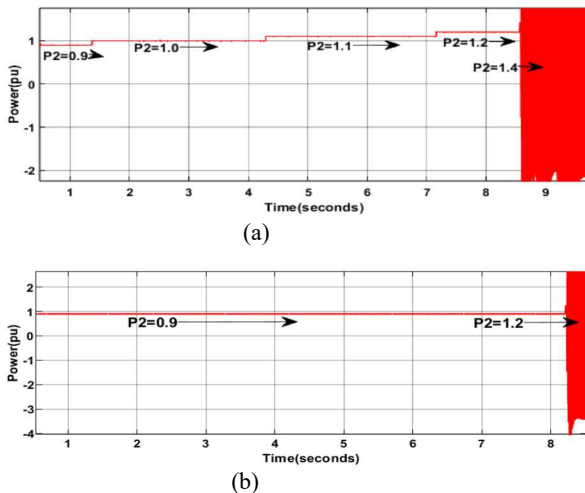 1
0
1
-2
Power(pu)
P2=0.9
P2=1.0
P2=1.1
P2=1.2
P2=1.4
1 2 3 4 5 6 7 8 9
Time(seconds)
(a)
2
1
0
-1
-2
-3
-4
Power(pu)
P2=0.9
P2=1.2
1 2 3 4 5 6 7 8
Time(seconds)
(b)